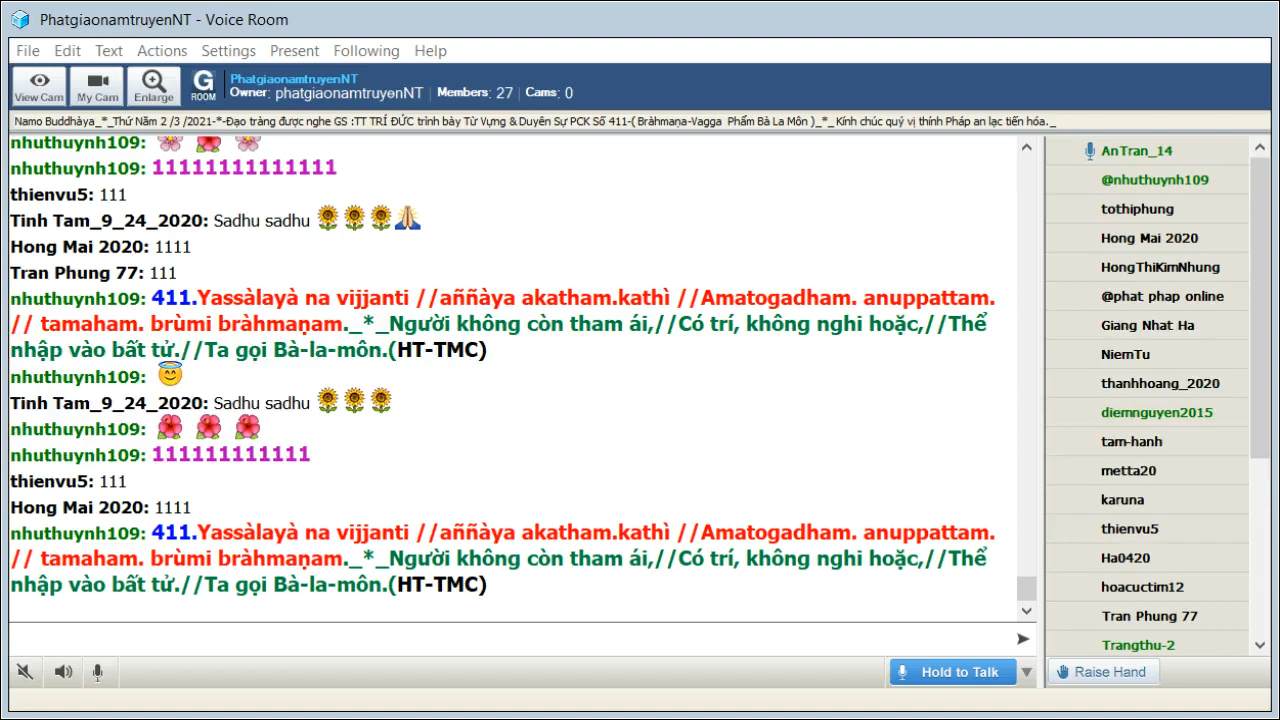 PhatgiaonamtruyenNT - Voice Room
File Edit Text Actions Settings Present Following Help
View Cam My Cam Enlarge G ROOM PhatgiaonamtruyenNT
Owner: phatgiaonamtruyenNT Members: 27 Cams: 0
Namo Buddhàya_*_Thứ Năm 2 /3 /2021-*-Đạo tràng được nghe GS :TT TRÍ ĐỨC trình bày Từ Vựng & Duyên Sự PCK Số 411-( Bràhmaṇa-Vagga Phẩm Bà La Môn )_*_ Kính chúc quý vị thính Pháp an lạc tiến hóa._
nhuthuynh109:
nhuthuynh109: 11111111111111
thienvu5: 111
Tinh Tam_9_24_2020: Sadhu sadhu
Hong Mai 2020: 1111
Tran Phung 77: 111
nhuthuynh109: 411.Yassàlayà na vijjanti //aññàya akatham.kathì //Amatogadham. anuppattam.
// tamaham. brùmi bràhmaṇam._*_Người không còn tham ái,//Có trí, không nghi hoặc,//Thể
nhập vào bất tử.//Ta gọi Bà-la-môn.(HT-TMC)
nhuthuynh109:
Tinh Tam_9_24_2020: Sadhu sadhu
nhuthuynh109:
nhuthuynh109: 111111111111
thienvu5: 111
Hong Mai 2020: 1111
nhuthuynh109: 411.Yassàlayà na vijjanti //aññàya akatham.kathì //Amatogadham. anuppattam.
// tamaham. brùmi bràhmaṇam._*_Người không còn tham ái,//Có trí, không nghi hoặc,//Thể
nhập vào bất tử.//Ta gọi Bà-la-môn.(HT-TMC)
AnTran_14
@nhuthuynh109
tothiphung
Hong Mai 2020
HongThiKimNhung
@phat phap online
Giang Nhat Ha
NiemTu
thanhhoang_2020
diemnguyen2015
tam-hanh
metta20
karuna
thienvu5
Ha0420
hoacuctim12
Tran Phung 77
Trangthu-2
Hold to Talk
Raise Hand